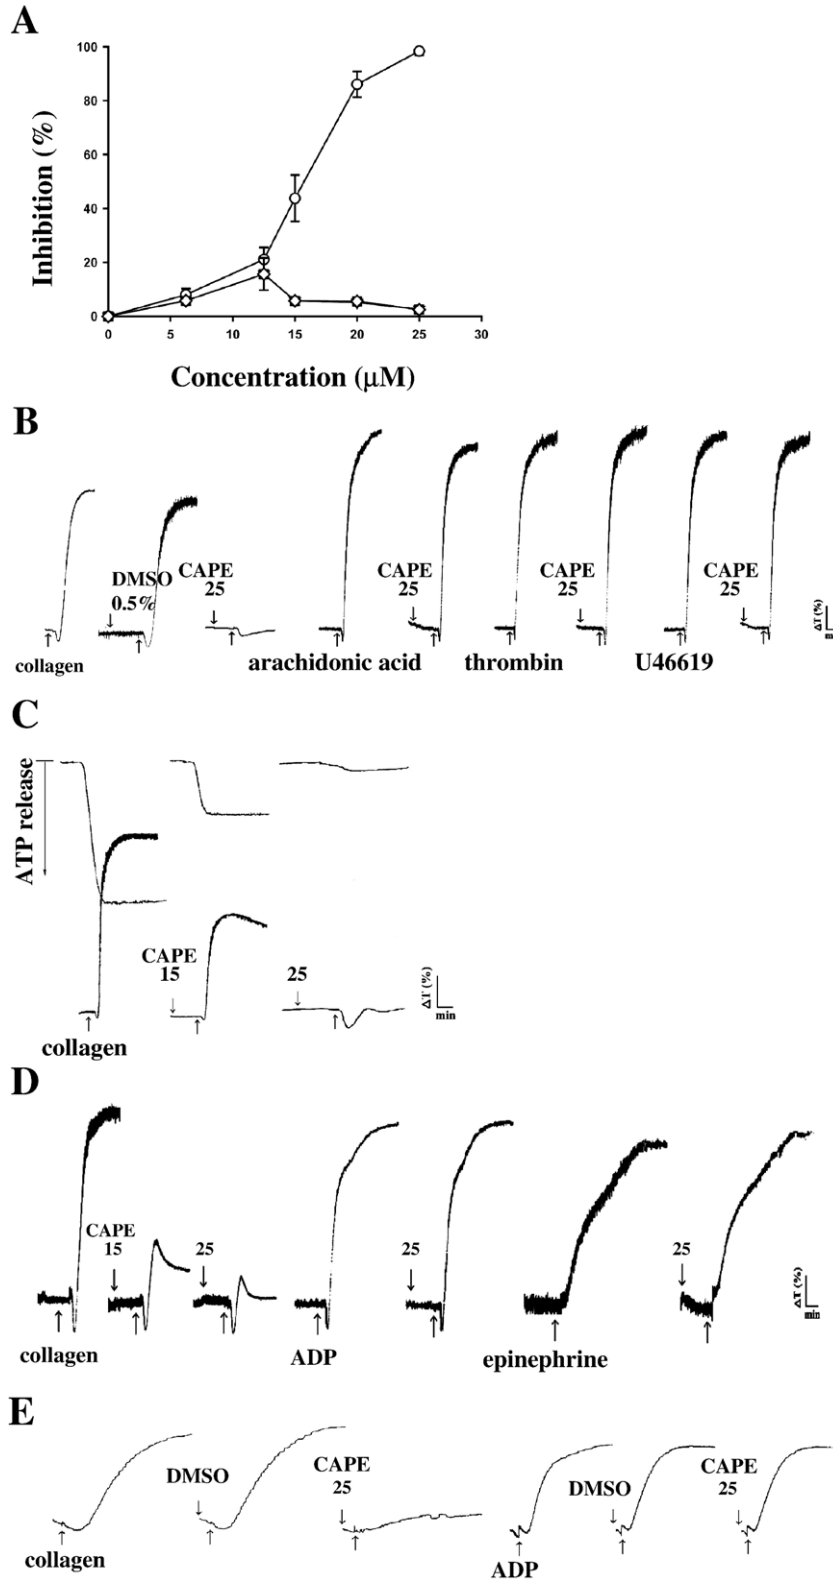 A
100
80
60
40
20
0
Inhibition (%)
0 5 10 15 20 25 30
Concentration (μM)
B
DMSO
0.5%
CAPE
25
CAPE
25
CAPE
25
CAPE
25
ΔT (%)
collagen
arachidonic acid
thrombin
U46619
C
ATP release
CAPE
15
25
ΔT (%)
min
collagen
D
CAPE
15
25
25
25
ΔT (%)
min
collagen
ADP
epinephrine
E
DMSO
CAPE
25
DMSO
CAPE
25
collagen
ADP